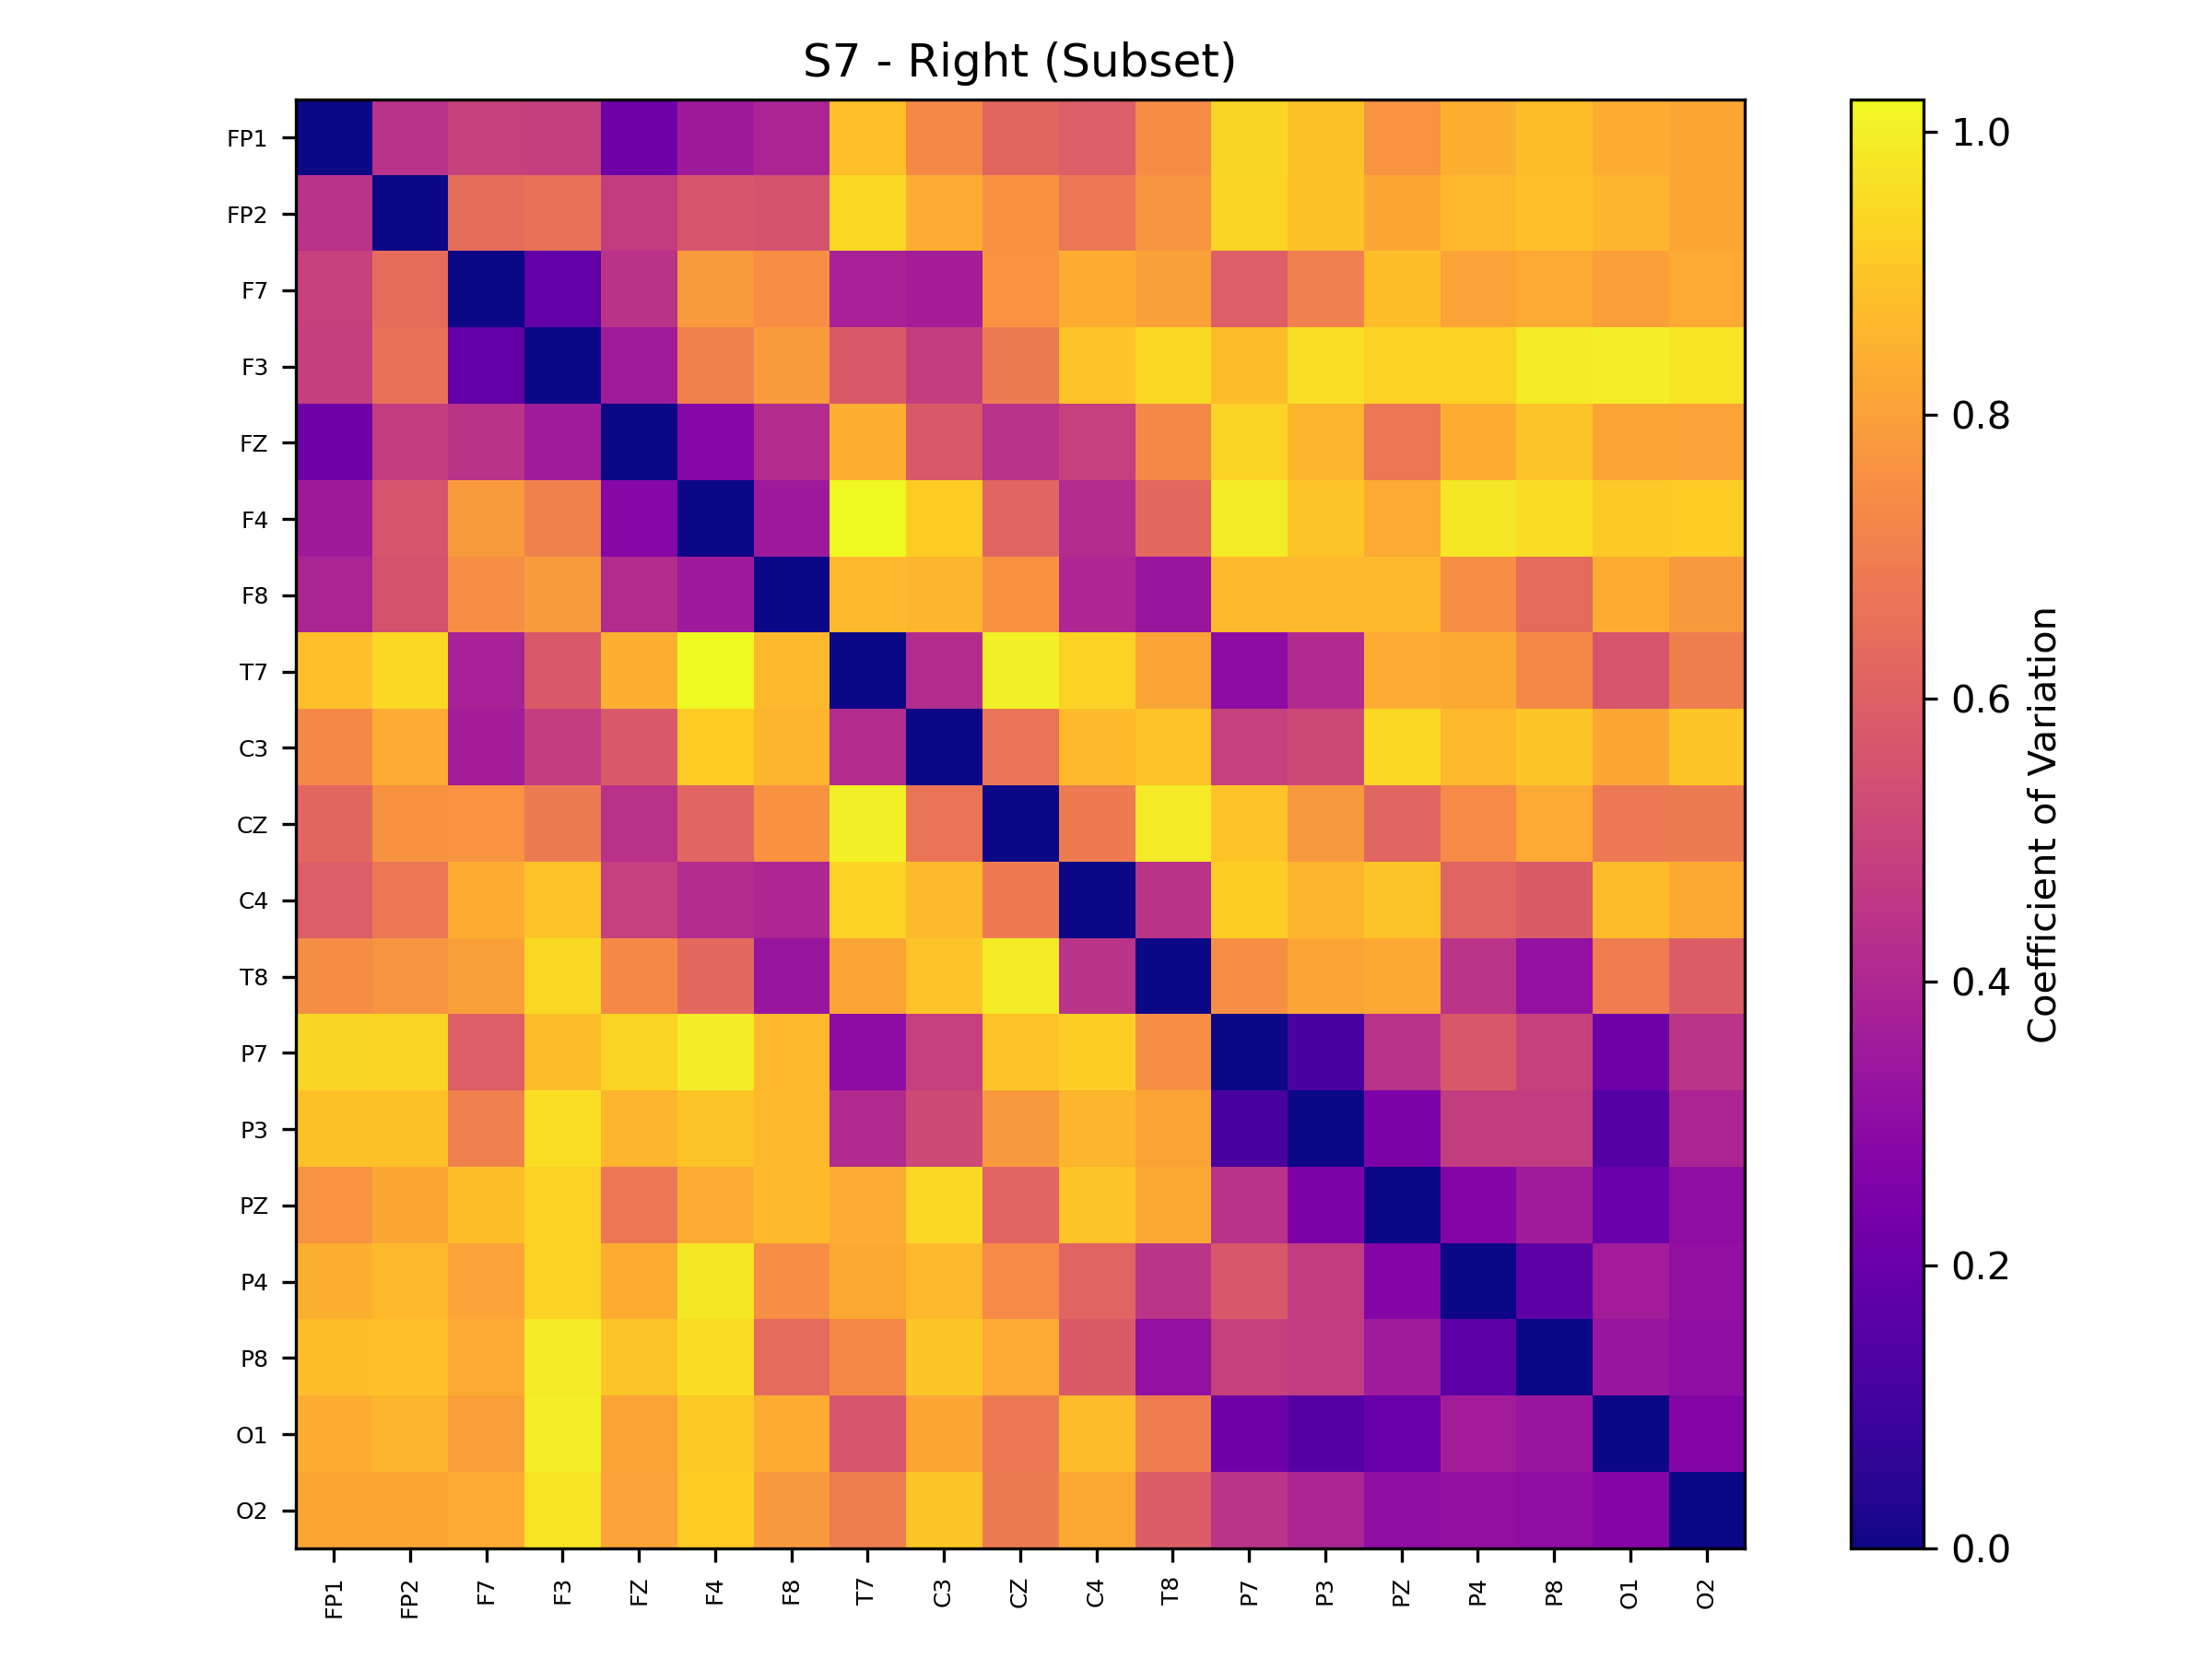 S7 - Right (Subset)
FP1
FP2
F7
F3
FZ
F4
F8
T7
C3
CZ
C4
T8
P7
P3
PZ
P4
P8
O1
O2
FP1 FP2 F7 F3 FZ F4 F8 T7 C3 CZ C4 T8 P7 P3 PZ P4 P8 O1 O2
1.0
0.8
0.6
0.4
0.2
0.0
Coefficient of Variation